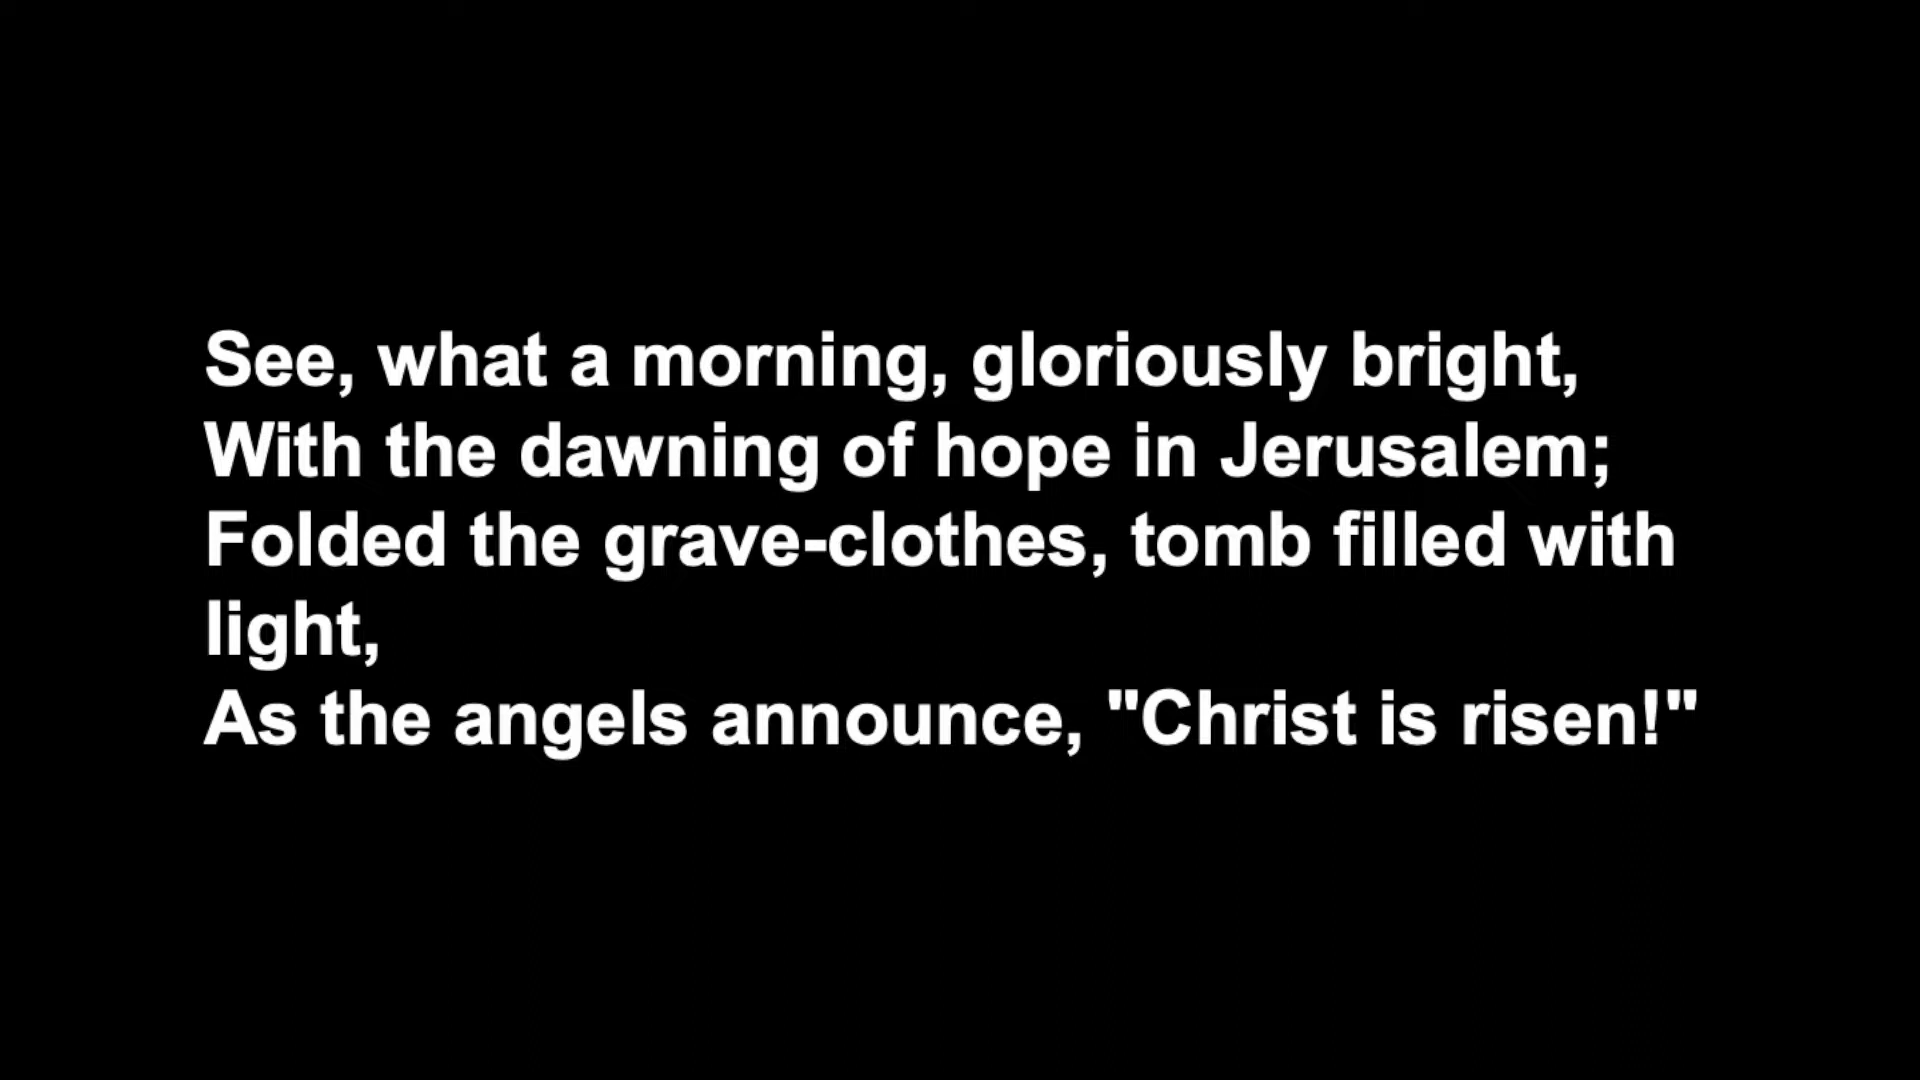 See, what a morning, gloriously bright,
With the dawning of hope in Jerusalem;
Folded the grave-clothes, tomb filled with
light,
As the angels announce, "Christ is risen!"